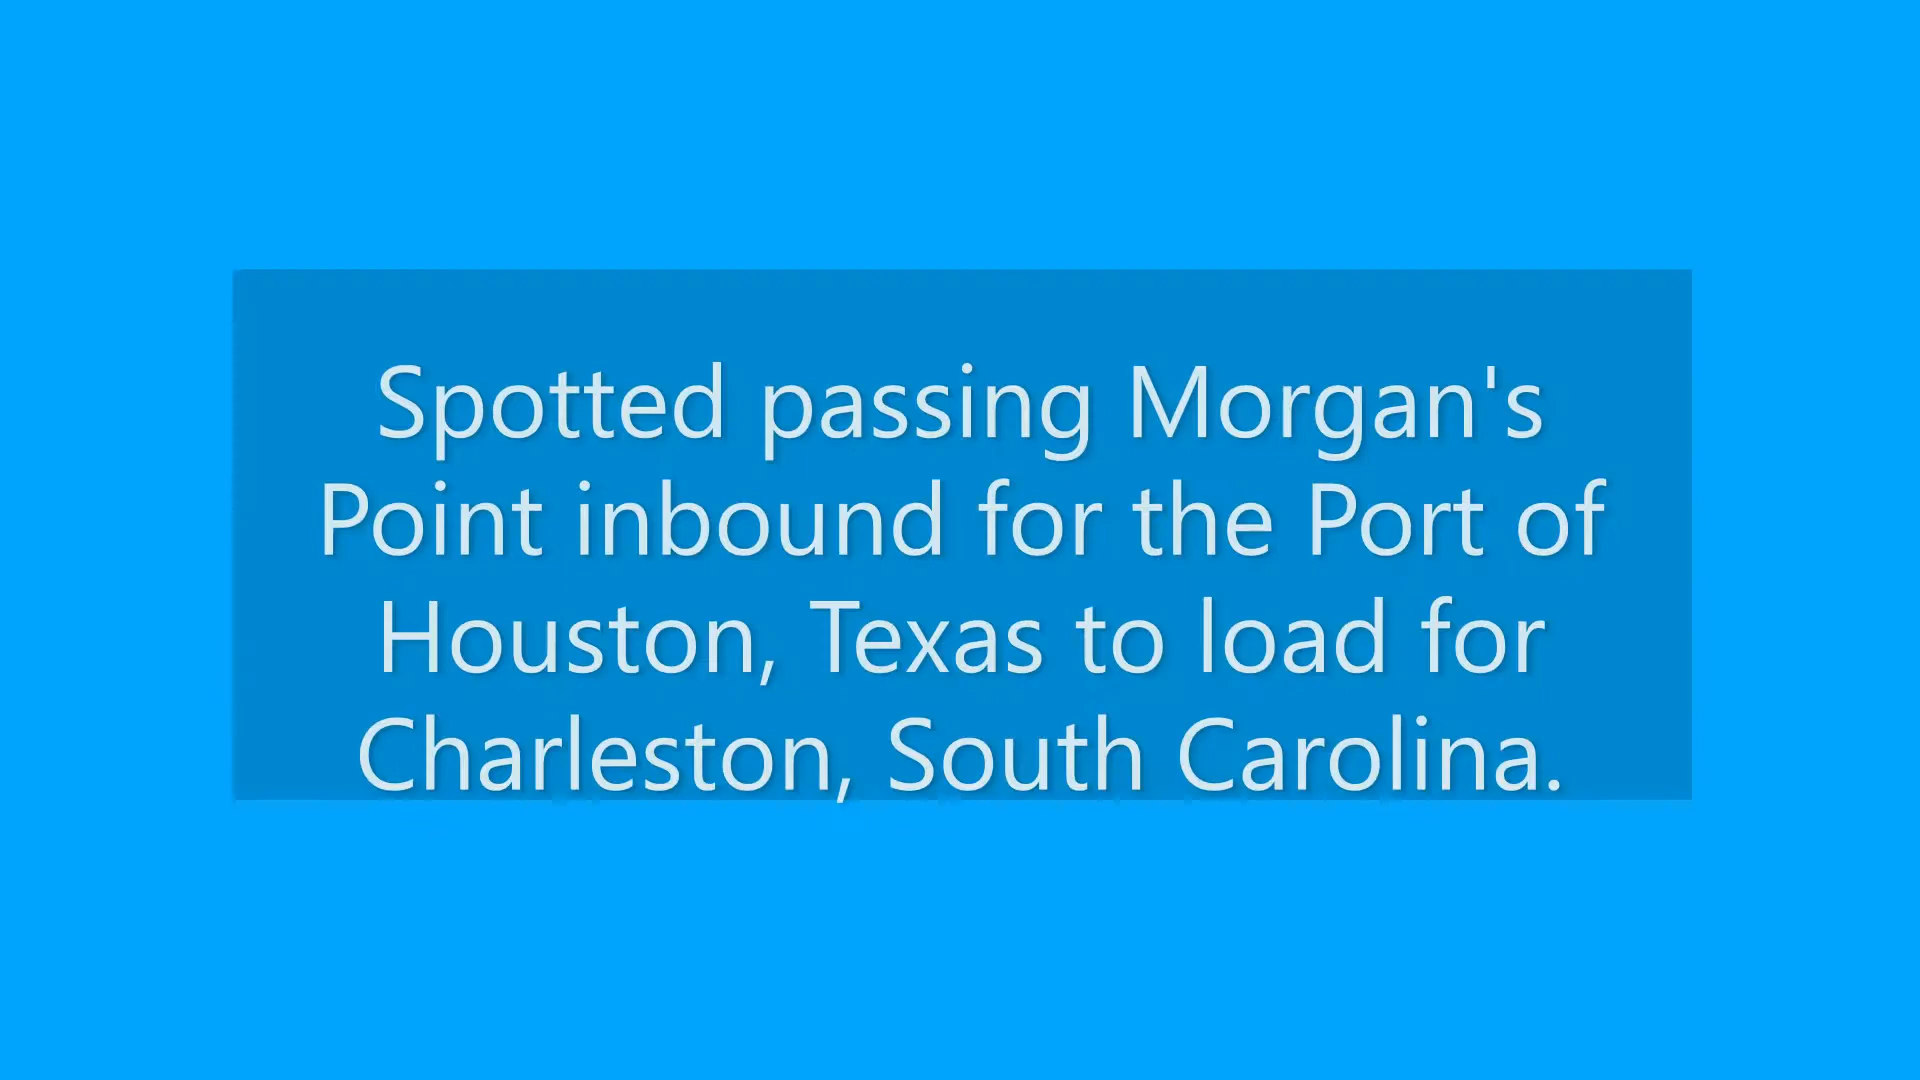 Spotted passing Morgan's
Point inbound for the Port of
Houston, Texas to load for
Charleston, South Carolina.